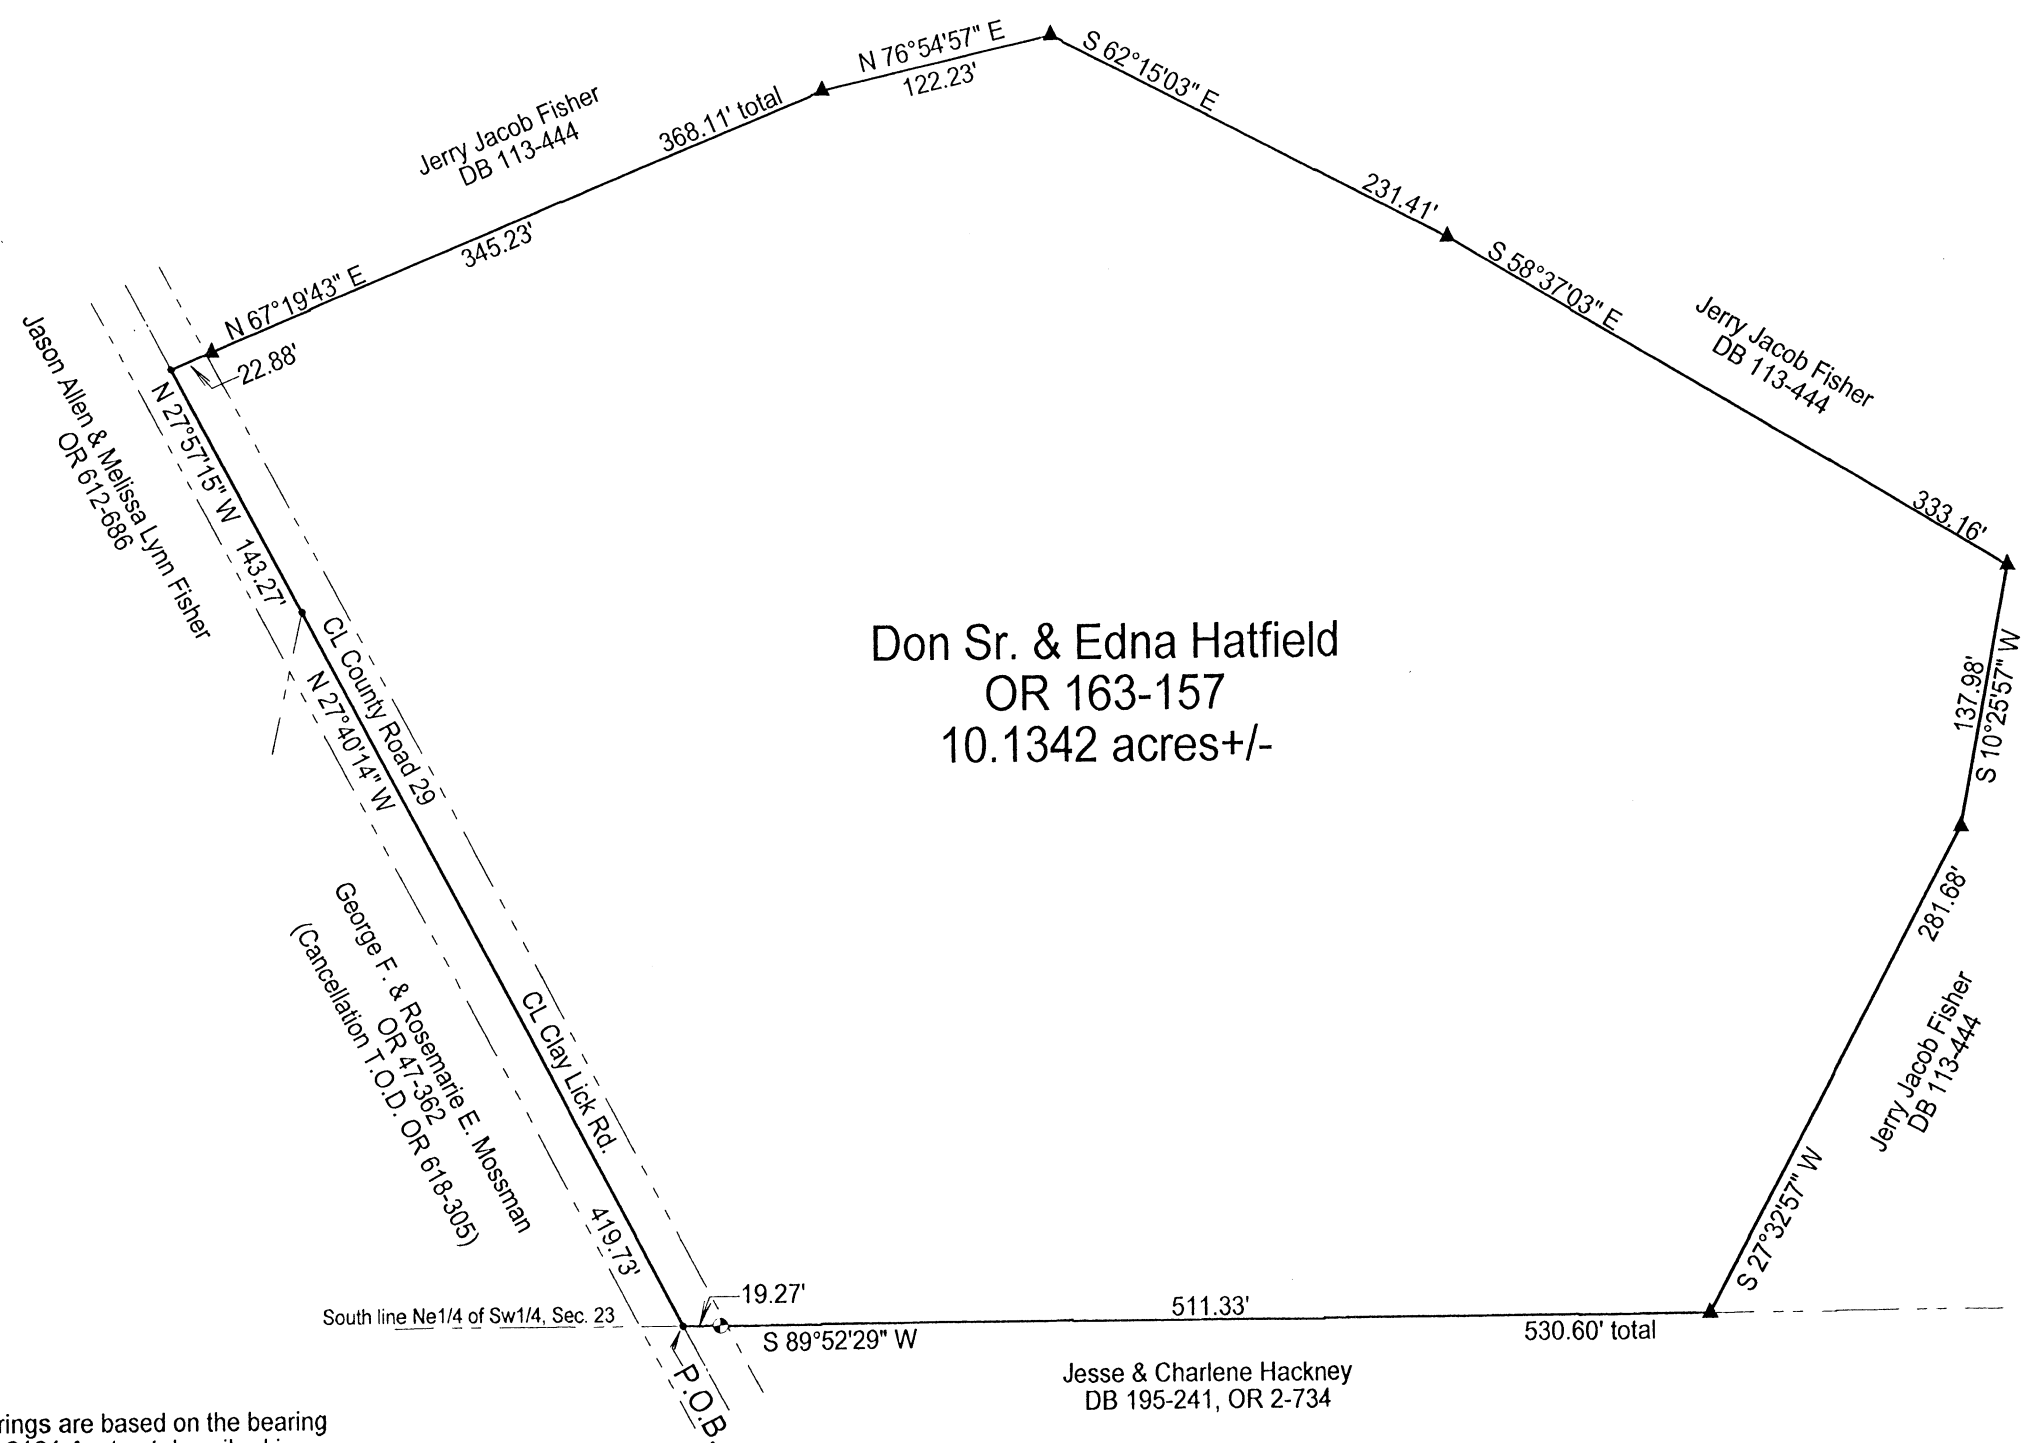 N 76°54'57" E
122.23'
S 62°15'03" E
231.41'
Jerry Jacob Fisher
DB 113-444
368.11' total
345.23'
N 67°19'43" E
22.88'
S 58°37'03" E
333.16'
Jerry Jacob Fisher
DB 113-444
Jason Allen & Melissa Lynn Fisher
OR 612-686
N 27°57'15" W 143.27'
CL County Road 29
N 27°40'14" W
Don Sr. & Edna Hatfield
OR 163-157
10.1342 acres+/-
137.98'
S 10°25'57" W
281.68'
S 27°32'57" W
Jerry Jacob Fisher
DB 113-444
George F. & Rosemarie E. Mossman
OR 47-362
(Cancellation T.O.D. OR 618-305)
CL Clay Lick Rd.
419.73'
19.27'
South line Ne1/4 of Sw1/4, Sec. 23
511.33'
S 89°52'29" W
530.60' total
P.O.B.
Jesse & Charlene Hackney
DB 195-241, OR 2-734
rings are based on the bearing